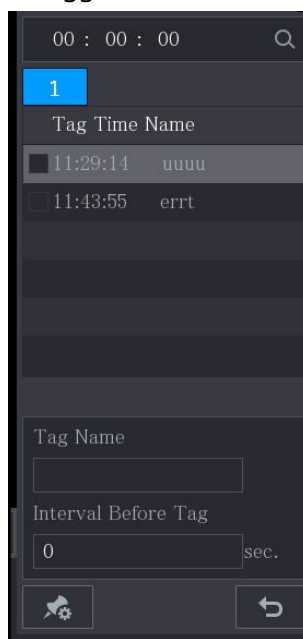 00 : 00 : 00
1
Tag Time Name
11:29:14 uuuu
11:43:55 errt
Tag Name
Interval Before Tag
0 sec.